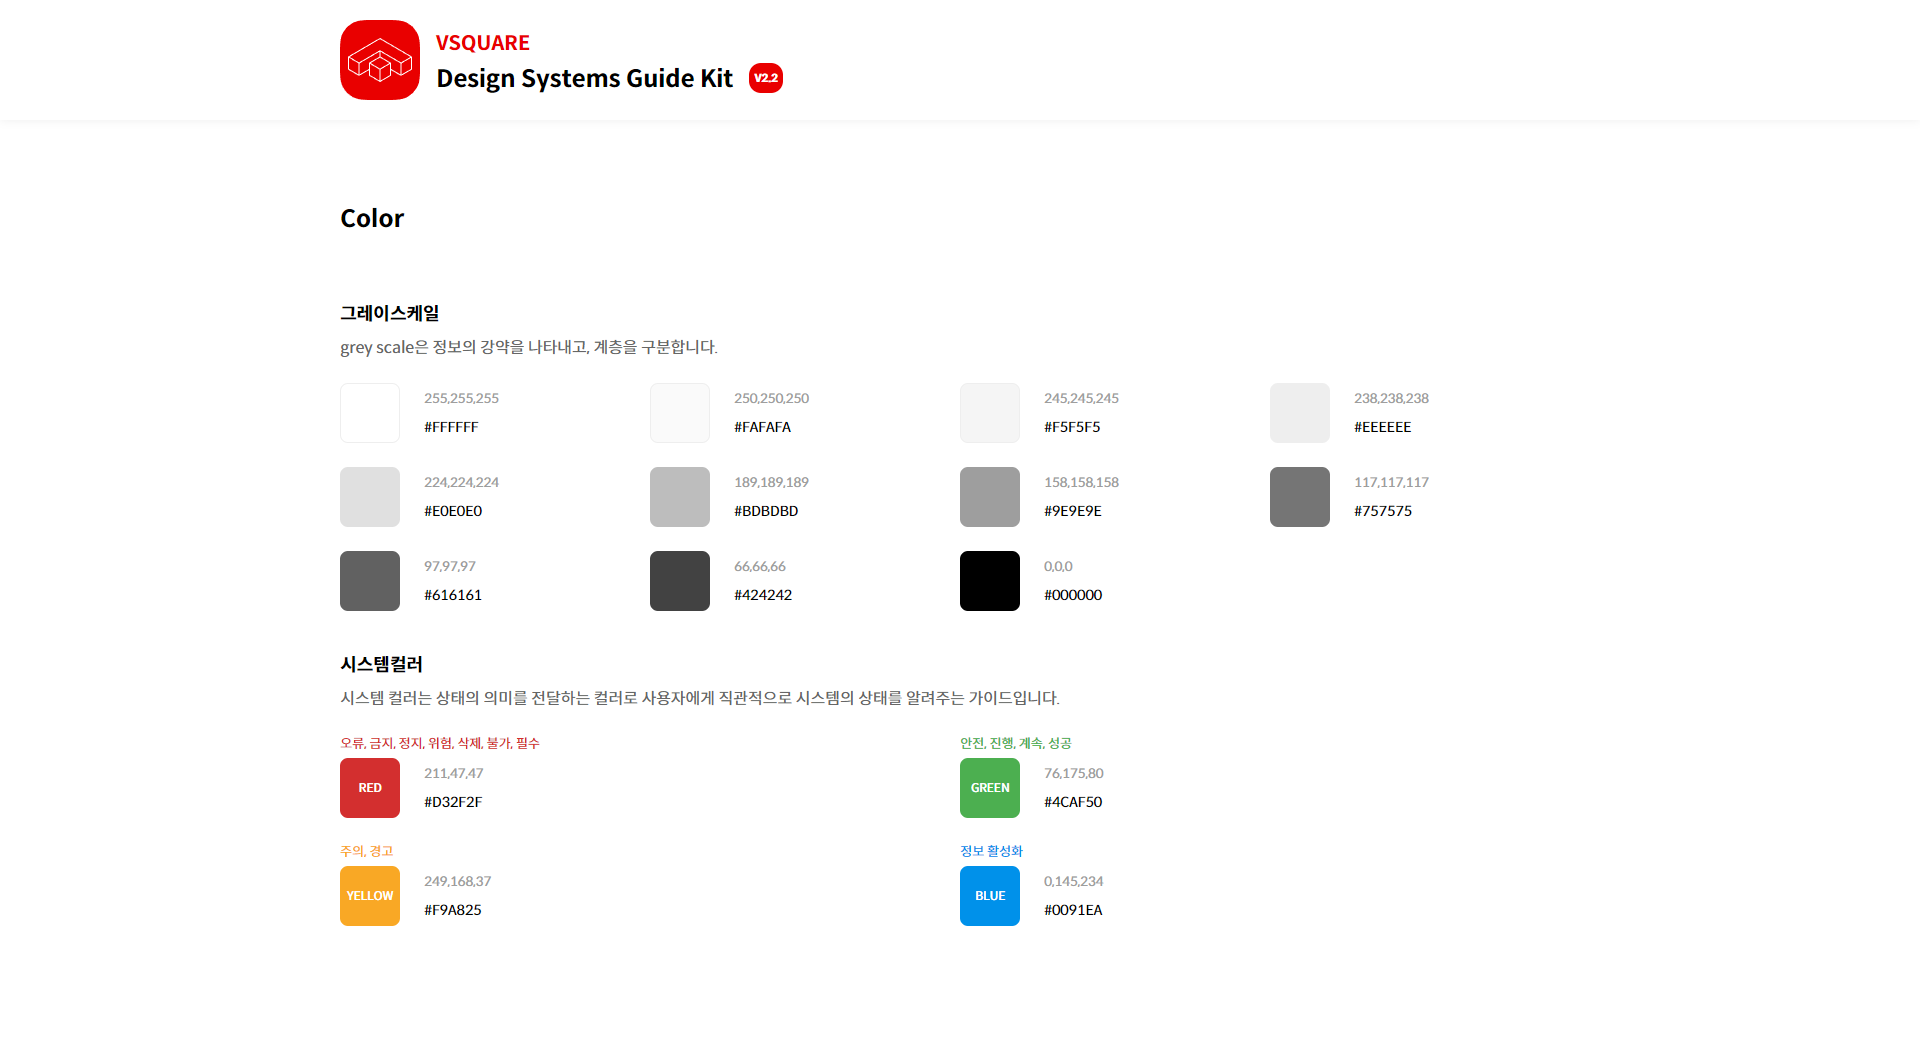 VSQUARE
Design Systems Guide Kit V2.2
Color
그레이스케일
grey scale은 정보의 강약을 나타내고, 계층을 구분합니다.
255,255,255
#FFFFFF
250,250,250
#FAFAFA
245,245,245
#F5F5F5
238,238,238
#EEEEEE
224,224,224
#E0E0E0
189,189,189
#BDBDBD
158,158,158
#9E9E9E
117,117,117
#757575
97,97,97
#616161
66,66,66
#424242
0,0,0
#000000
시스템컬러
시스템 컬러는 상태의 의미를 전달하는 컬러로 사용자에게 직관적으로 시스템의 상태를 알려주는 가이드입니다.
오류, 금지, 정지, 위험, 삭제, 불가, 필수
RED
211,47,47
#D32F2F
안전, 진행, 계속, 성공
GREEN
76,175,80
#4CAF50
주의, 경고
YELLOW
249,168,37
#F9A825
정보 활성화
BLUE
0,145,234
#0091EA